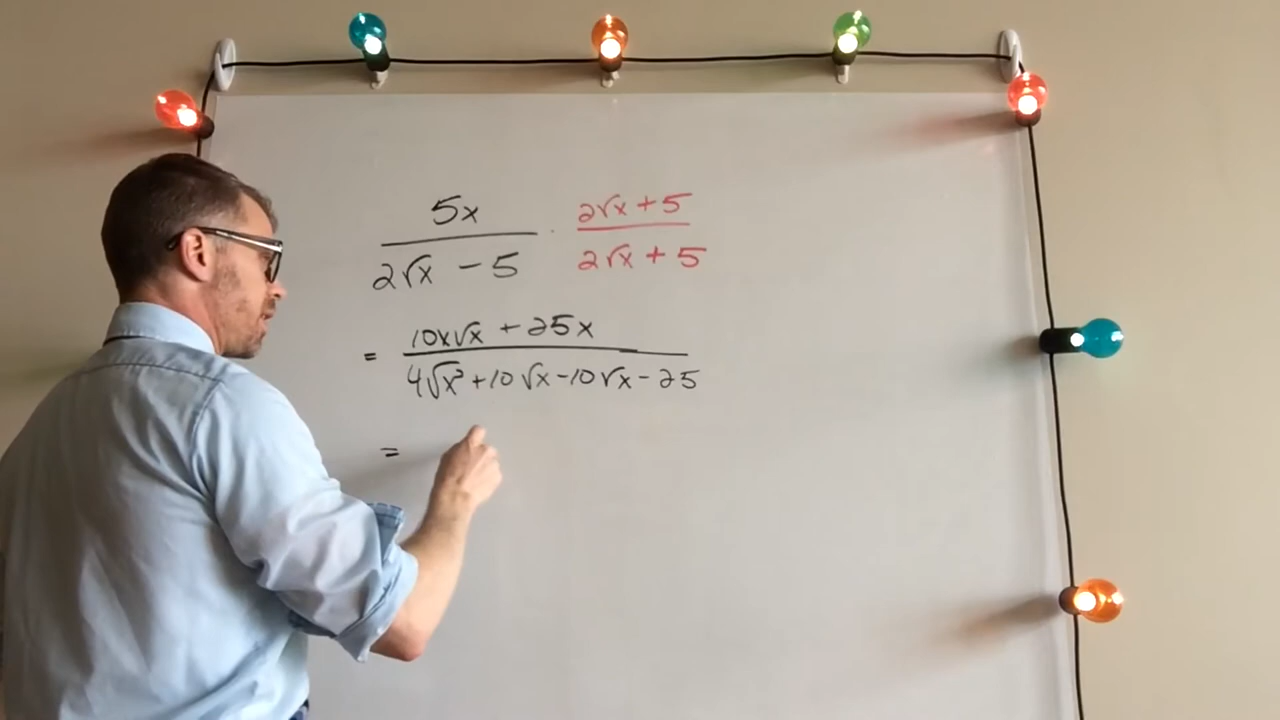 5x / 2√x - 5 · 2√x + 5 / 2√x + 5
= 10x√x + 25x / 4√x² + 10√x - 10√x - 25
=